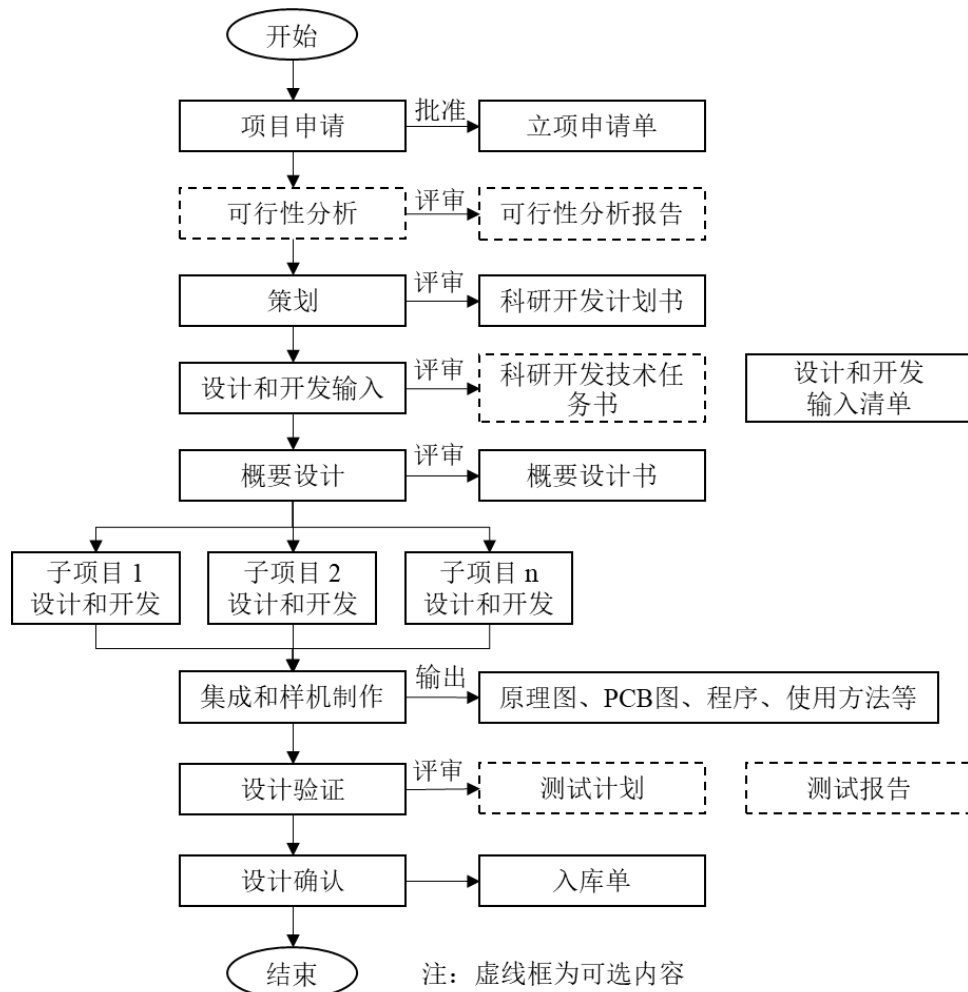 开始
项目申请
批准
立项申请单
可行性分析
评审
可行性分析报告
策划
评审
科研开发计划书
设计和开发输入
评审
科研开发技术任
务书
设计和开发
输入清单
概要设计
评审
概要设计书
子项目 1
设计和开发
子项目 2
设计和开发
子项目 n
设计和开发
集成和样机制作
输出
原理图、PCB图、程序、使用方法等
设计验证
评审
测试计划
测试报告
设计确认
入库单
结束
注：虚线框为可选内容